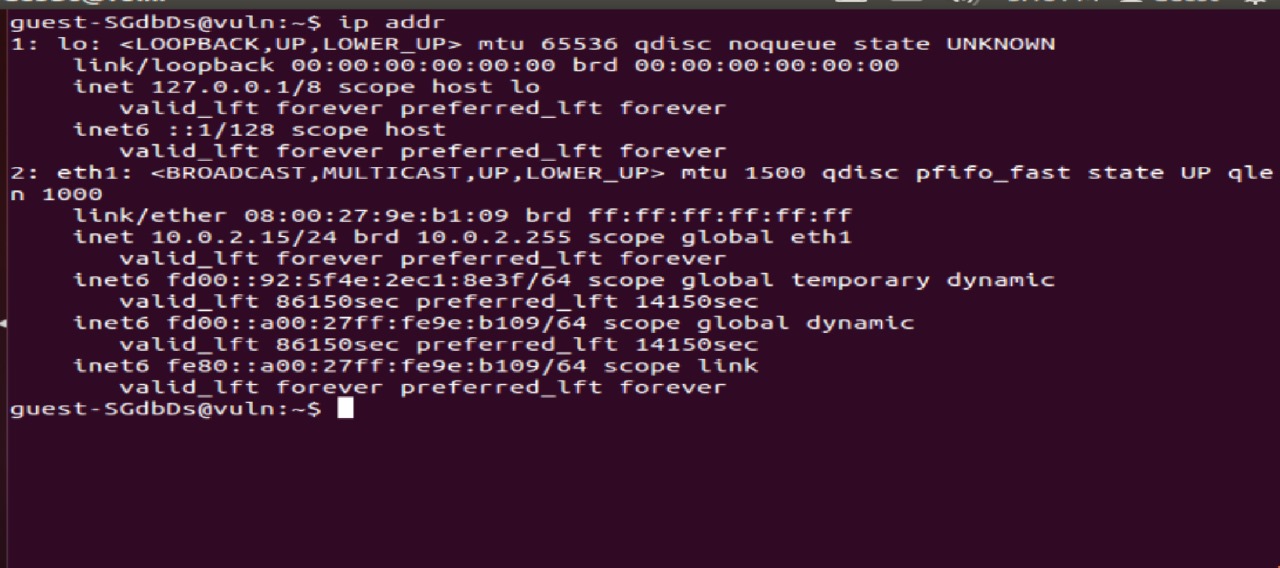 guest-SGdbDs@vuln:~$ ip addr
1: lo: <LOOPBACK,UP,LOWER_UP> mtu 65536 qdisc noqueue state UNKNOWN
    link/loopback 00:00:00:00:00:00 brd 00:00:00:00:00:00
    inet 127.0.0.1/8 scope host lo
       valid_lft forever preferred_lft forever
    inet6 ::1/128 scope host
       valid_lft forever preferred_lft forever
2: eth1: <BROADCAST,MULTICAST,UP,LOWER_UP> mtu 1500 qdisc pfifo_fast state UP qle
n 1000
    link/ether 08:00:27:9e:b1:09 brd ff:ff:ff:ff:ff:ff
    inet 10.0.2.15/24 brd 10.0.2.255 scope global eth1
       valid_lft forever preferred_lft forever
    inet6 fd00::92:5f4e:2ec1:8e3f/64 scope global temporary dynamic
       valid_lft 86150sec preferred_lft 14150sec
    inet6 fd00::a00:27ff:fe9e:b109/64 scope global dynamic
       valid_lft 86150sec preferred_lft 14150sec
    inet6 fe80::a00:27ff:fe9e:b109/64 scope link
       valid_lft forever preferred_lft forever
guest-SGdbDs@vuln:~$